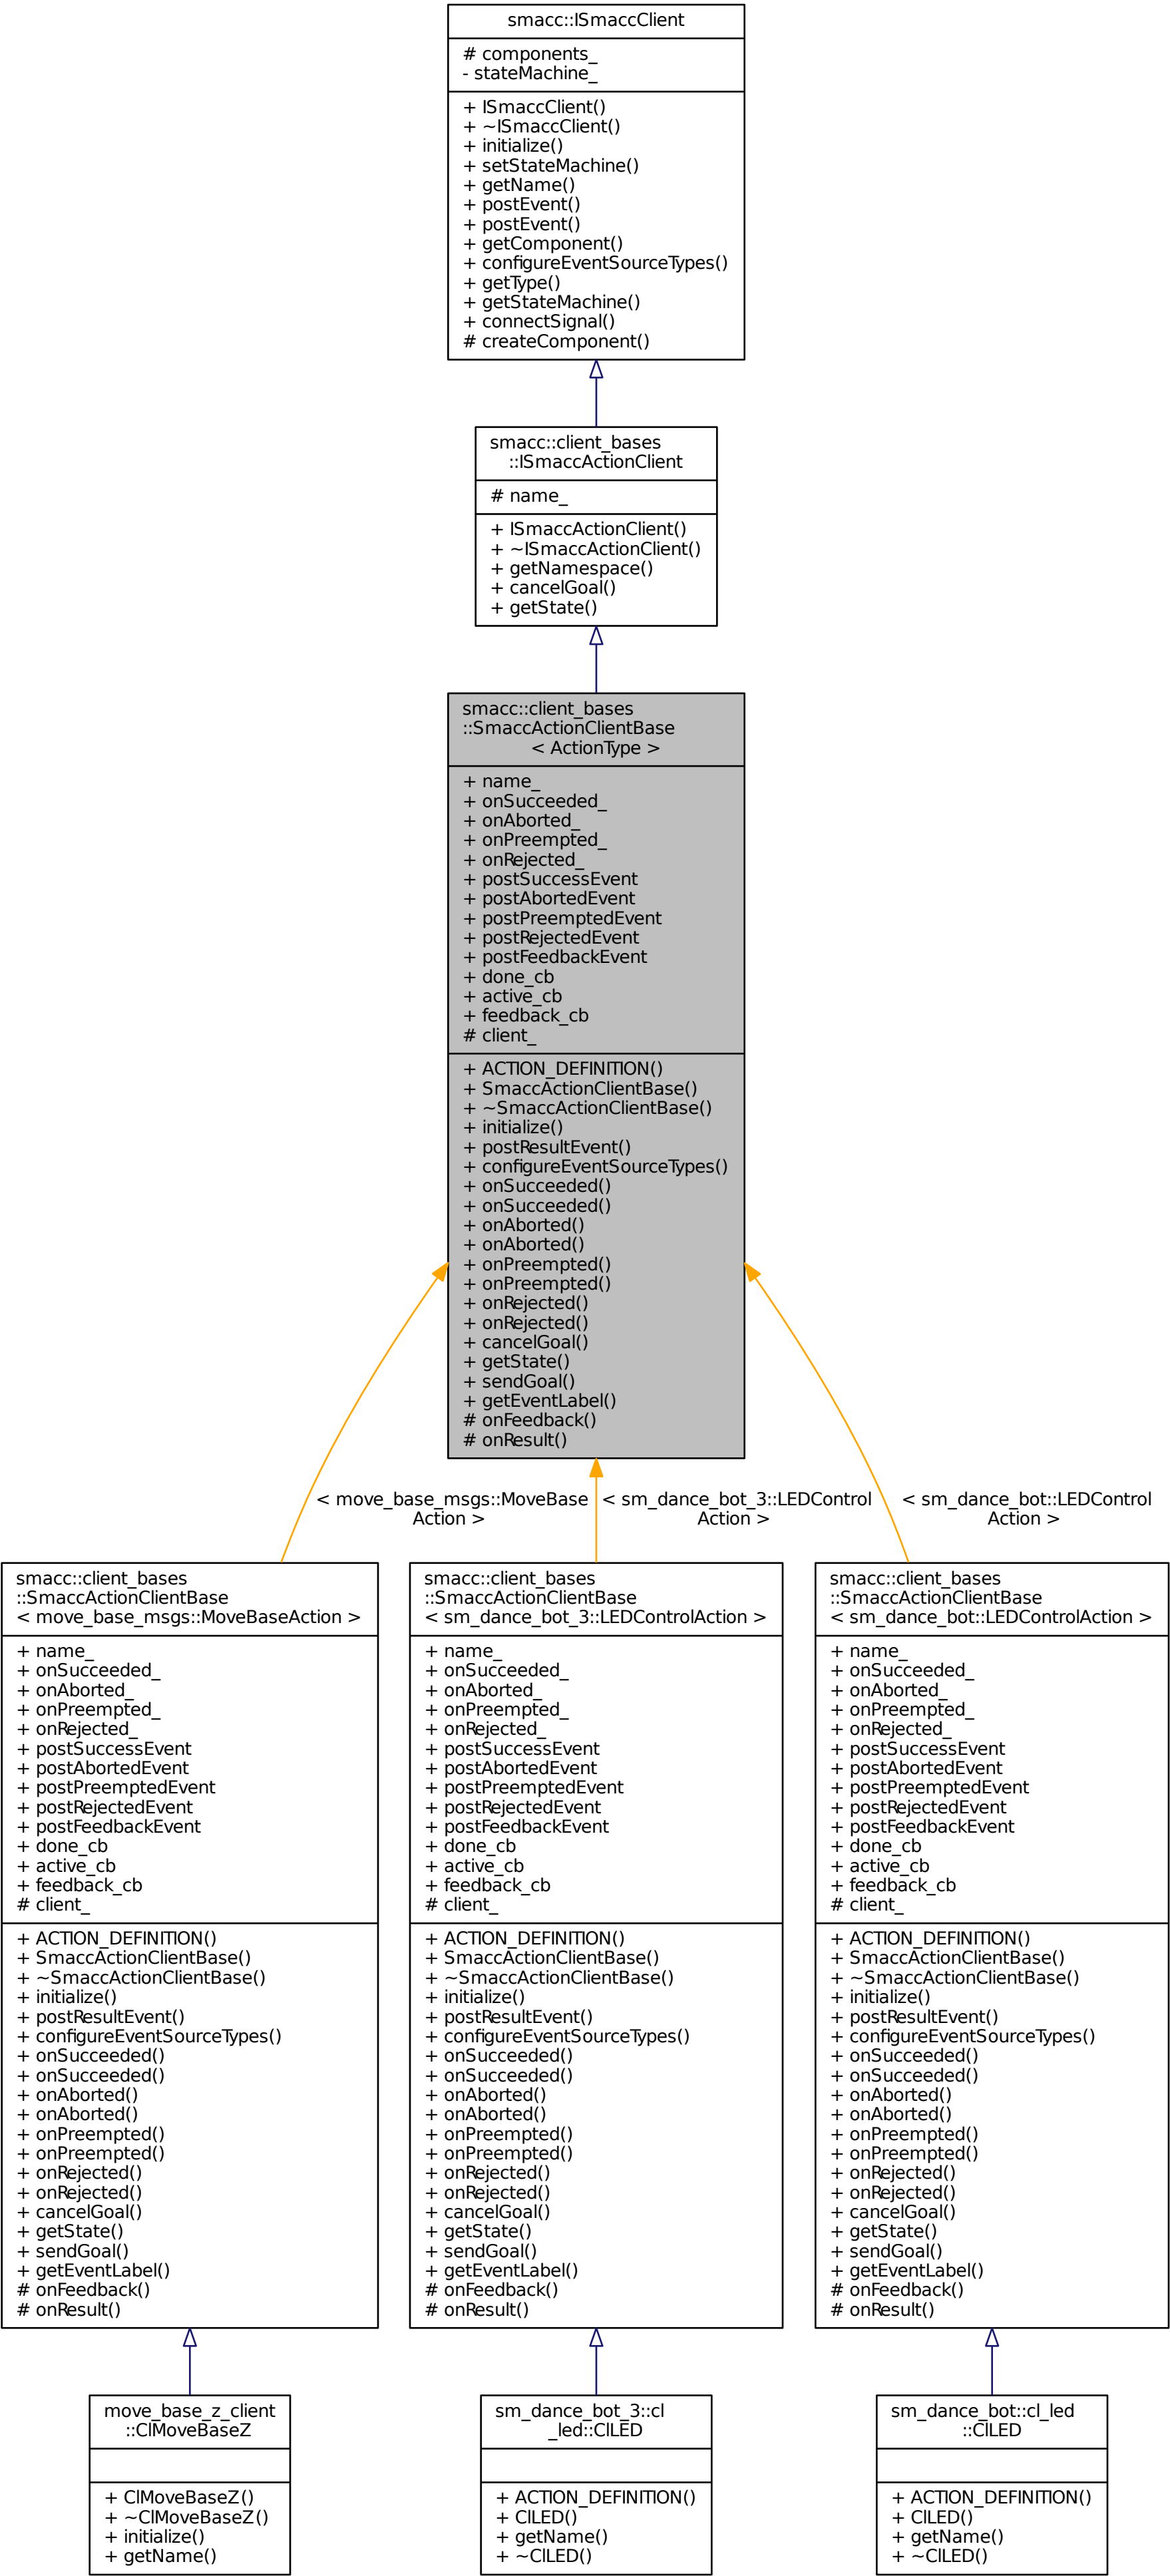 smacc::ISmaccClient
# components_
- stateMachine_
+ ISmaccClient()
+ ~ISmaccClient()
+ initialize()
+ setStateMachine()
+ getName()
+ postEvent()
+ postEvent()
+ getComponent()
+ configureEventSourceTypes()
+ getType()
+ getStateMachine()
+ connectSignal()
# createComponent()
smacc::client_bases
::ISmaccActionClient
# name_
+ ISmaccActionClient()
+ ~ISmaccActionClient()
+ getNamespace()
+ cancelGoal()
+ getState()
smacc::client_bases
::SmaccActionClientBase
< ActionType >
+ name_
+ onSucceeded_
+ onAborted_
+ onPreempted_
+ onRejected_
+ postSuccessEvent
+ postAbortedEvent
+ postPreemptedEvent
+ postRejectedEvent
+ postFeedbackEvent
+ done_cb
+ active_cb
+ feedback_cb
# client_
+ ACTION_DEFINITION()
+ SmaccActionClientBase()
+ ~SmaccActionClientBase()
+ initialize()
+ postResultEvent()
+ configureEventSourceTypes()
+ onSucceeded()
+ onSucceeded()
+ onAborted()
+ onAborted()
+ onPreempted()
+ onPreempted()
+ onRejected()
+ onRejected()
+ cancelGoal()
+ getState()
+ sendGoal()
+ getEventLabel()
# onFeedback()
# onResult()
< move_base_msgs::MoveBase
Action >
< sm_dance_bot_3::LEDControl
Action >
< sm_dance_bot::LEDControl
Action >
smacc::client_bases
::SmaccActionClientBase
< move_base_msgs::MoveBaseAction >
+ name_
+ onSucceeded_
+ onAborted_
+ onPreempted_
+ onRejected_
+ postSuccessEvent
+ postAbortedEvent
+ postPreemptedEvent
+ postRejectedEvent
+ postFeedbackEvent
+ done_cb
+ active_cb
+ feedback_cb
# client_
+ ACTION_DEFINITION()
+ SmaccActionClientBase()
+ ~SmaccActionClientBase()
+ initialize()
+ postResultEvent()
+ configureEventSourceTypes()
+ onSucceeded()
+ onSucceeded()
+ onAborted()
+ onAborted()
+ onPreempted()
+ onPreempted()
+ onRejected()
+ onRejected()
+ cancelGoal()
+ getState()
+ sendGoal()
+ getEventLabel()
# onFeedback()
# onResult()
smacc::client_bases
::SmaccActionClientBase
< sm_dance_bot_3::LEDControlAction >
+ name_
+ onSucceeded_
+ onAborted_
+ onPreempted_
+ onRejected_
+ postSuccessEvent
+ postAbortedEvent
+ postPreemptedEvent
+ postRejectedEvent
+ postFeedbackEvent
+ done_cb
+ active_cb
+ feedback_cb
# client_
+ ACTION_DEFINITION()
+ SmaccActionClientBase()
+ ~SmaccActionClientBase()
+ initialize()
+ postResultEvent()
+ configureEventSourceTypes()
+ onSucceeded()
+ onSucceeded()
+ onAborted()
+ onAborted()
+ onPreempted()
+ onPreempted()
+ onRejected()
+ onRejected()
+ cancelGoal()
+ getState()
+ sendGoal()
+ getEventLabel()
# onFeedback()
# onResult()
smacc::client_bases
::SmaccActionClientBase
< sm_dance_bot::LEDControlAction >
+ name_
+ onSucceeded_
+ onAborted_
+ onPreempted_
+ onRejected_
+ postSuccessEvent
+ postAbortedEvent
+ postPreemptedEvent
+ postRejectedEvent
+ postFeedbackEvent
+ done_cb
+ active_cb
+ feedback_cb
# client_
+ ACTION_DEFINITION()
+ SmaccActionClientBase()
+ ~SmaccActionClientBase()
+ initialize()
+ postResultEvent()
+ configureEventSourceTypes()
+ onSucceeded()
+ onSucceeded()
+ onAborted()
+ onAborted()
+ onPreempted()
+ onPreempted()
+ onRejected()
+ onRejected()
+ cancelGoal()
+ getState()
+ sendGoal()
+ getEventLabel()
# onFeedback()
# onResult()
move_base_z_client
::ClMoveBaseZ
+ ClMoveBaseZ()
+ ~ClMoveBaseZ()
+ initialize()
+ getName()
sm_dance_bot_3::cl
_led::ClLED
+ ACTION_DEFINITION()
+ ClLED()
+ getName()
+ ~ClLED()
sm_dance_bot::cl_led
::ClLED
+ ACTION_DEFINITION()
+ ClLED()
+ getName()
+ ~ClLED()